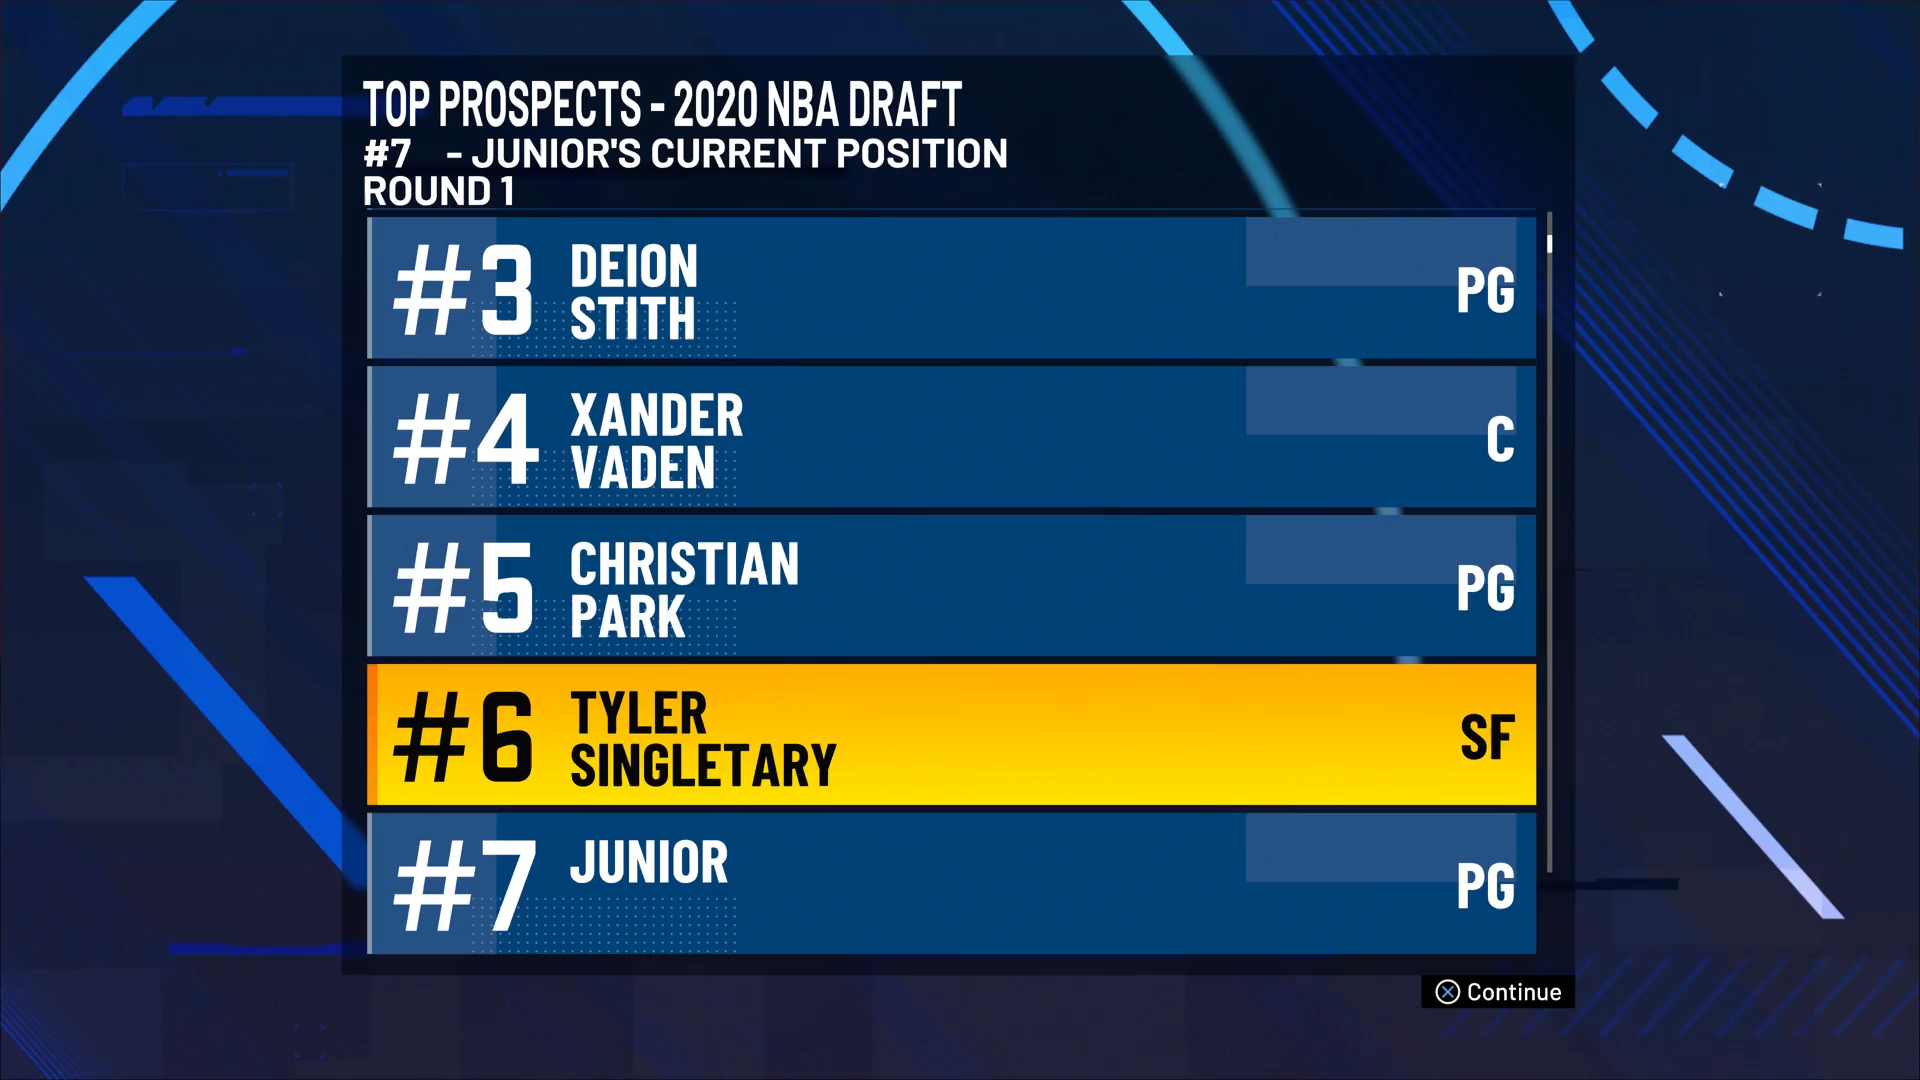 TOP PROSPECTS - 2020 NBA DRAFT
#7 - JUNIOR'S CURRENT POSITION
ROUND 1
#3 DEION STITH PG
#4 XANDER VADEN C
#5 CHRISTIAN PARK PG
#6 TYLER SINGLETARY SF
#7 JUNIOR PG
Continue